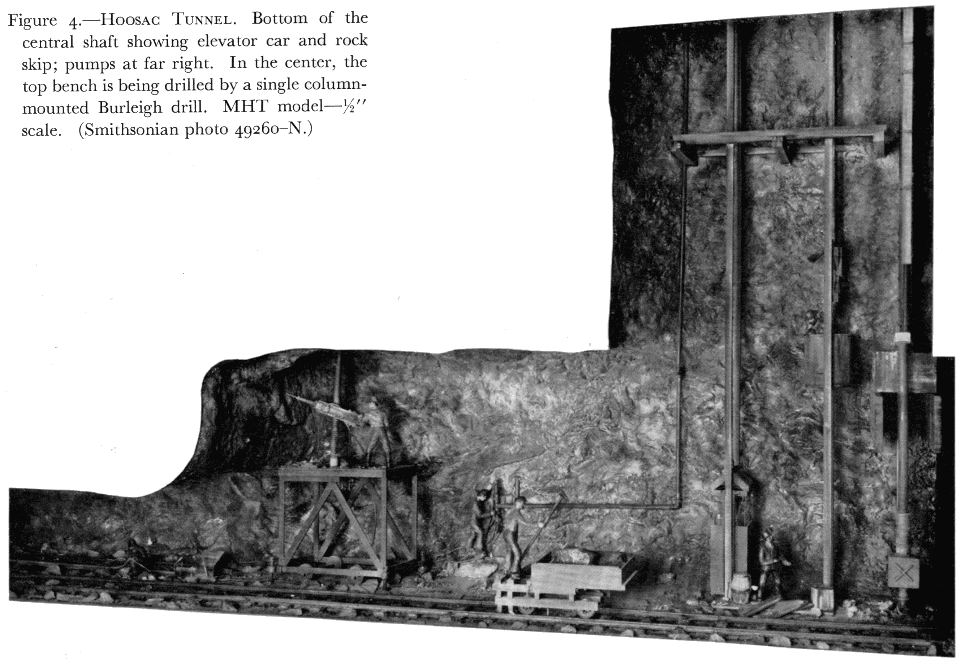 Figure 4.—Hoosac Tunnel. Bottom of the
central shaft showing elevator car and rock
skip; pumps at far right. In the center, the
top bench is being drilled by a single column-
mounted Burleigh drill. MHT model—½″
scale. (Smithsonian photo 49260–N.)